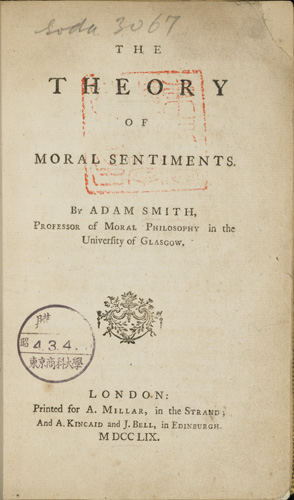 Soda 3067
THE
THEORY
OF
MORAL SENTIMENTS.
By ADAM SMITH,
Professor of Moral Philosophy in the
University of Glasgow.
昭
4.3.4.
東京商科大學
LONDON:
Printed for A. Millar, in the Strand;
And A. Kincaid and J. Bell, in Edinburgh.
M DCC LIX.